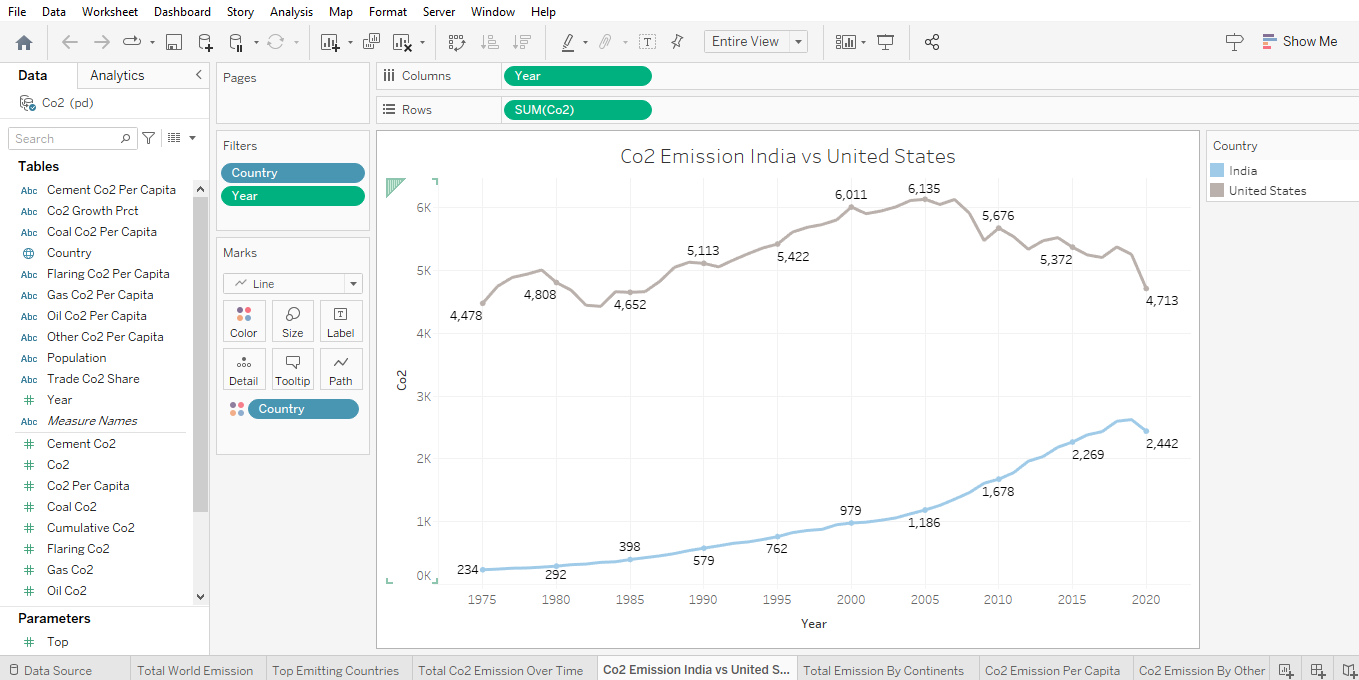 File Data Worksheet Dashboard Story Analysis Map Format Server Window Help
Entire View
Show Me
Data Analytics
Co2 (pd)
Search
Tables
Abc Cement Co2 Per Capita
Abc Co2 Growth Prct
Abc Coal Co2 Per Capita
Country
Abc Flaring Co2 Per Capita
Abc Gas Co2 Per Capita
Abc Oil Co2 Per Capita
Abc Other Co2 Per Capita
Abc Population
Abc Trade Co2 Share
# Year
Abc Measure Names
# Cement Co2
# Co2
# Co2 Per Capita
# Coal Co2
# Cumulative Co2
# Flaring Co2
# Gas Co2
# Oil Co2
Parameters
# Top
Pages
Filters
Country
Year
Marks
Line
Color Size Label
Detail Tooltip Path
Country
Columns Year
Rows SUM(Co2)
Co2 Emission India vs United States
6K
5K
4K
3K
2K
1K
0K
Co2
4,478
4,808
4,652
5,113
5,422
6,011
6,135
5,676
5,372
4,713
234
292
398
579
762
979
1,186
1,678
2,269
2,442
1975 1980 1985 1990 1995 2000 2005 2010 2015 2020
Year
Country
India
United States
Data Source Total World Emission Top Emitting Countries Total Co2 Emission Over Time Co2 Emission India vs United S... Total Emission By Continents Co2 Emission Per Capita Co2 Emission By Other